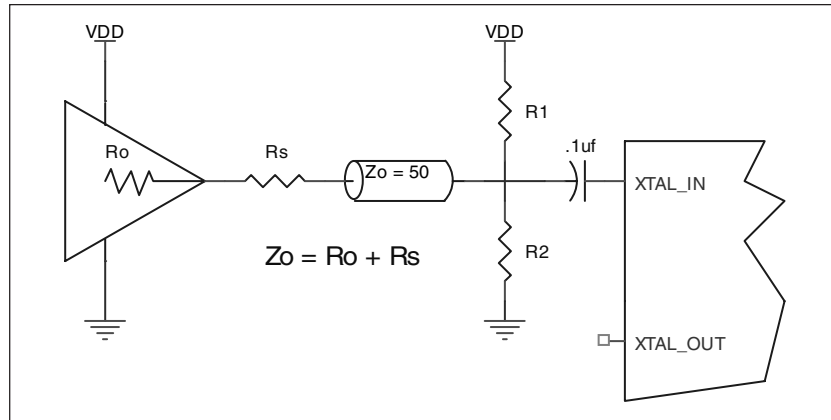 VDD
VDD
R1
Ro
Rs
Zo = 50
.1uf
XTAL_IN
Zo = Ro + Rs
R2
XTAL_OUT